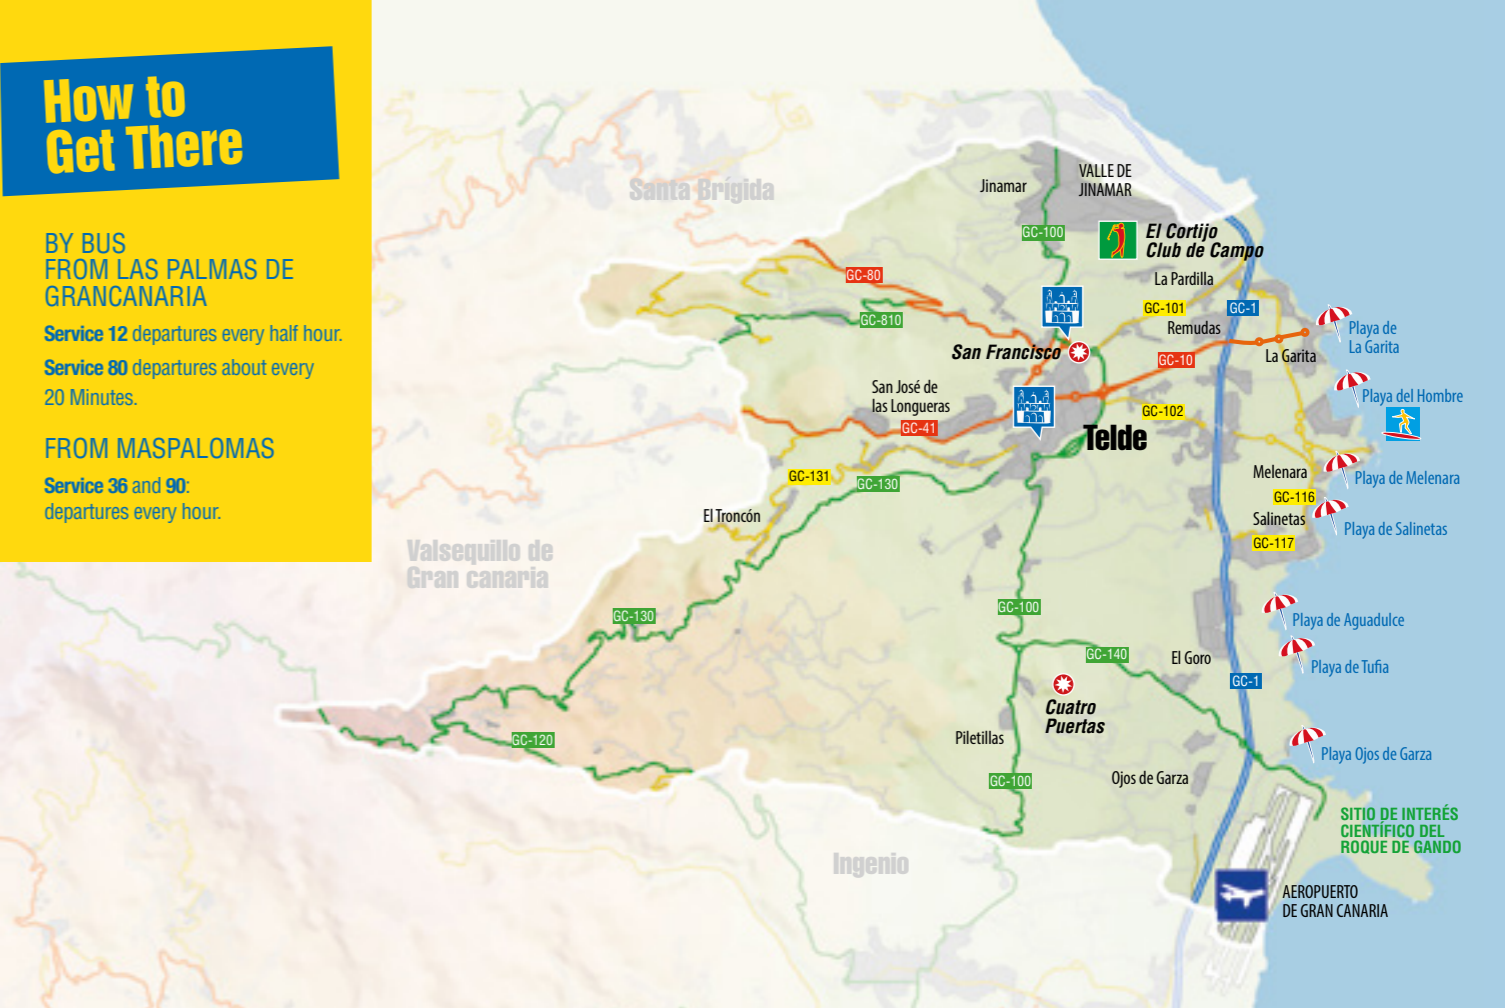 How to
Get There
BY BUS
FROM LAS PALMAS DE
GRANCANARIA
Service 12 departures every half hour.
Service 80 departures about every
20 Minutes.
FROM MASPALOMAS
Service 36 and 90:
departures every hour.
Santa Brígida
Jinamar
VALLE DE
JINAMAR
GC-100
El Cortijo
Club de Campo
GC-80
La Pardilla
GC-101
GC-1
GC-810
Remudas
Playa de
La Garita
San Francisco
GC-10
La Garita
San José de
las Longueras
Playa del Hombre
GC-102
GC-41
Telde
GC-131
GC-130
Melenara
Playa de Melenara
GC-116
El Troncón
Salinetas
Playa de Salinetas
GC-117
Valsequillo de
Gran canaria
GC-130
GC-100
Playa de Aguadulce
GC-140
El Goro
Playa de Tufia
GC-1
Cuatro
Puertas
Piletillas
GC-120
Playa Ojos de Garza
GC-100
Ojos de Garza
SITIO DE INTERÉS
CIENTÍFICO DEL
ROQUE DE GANDO
Ingenio
AEROPUERTO
DE GRAN CANARIA